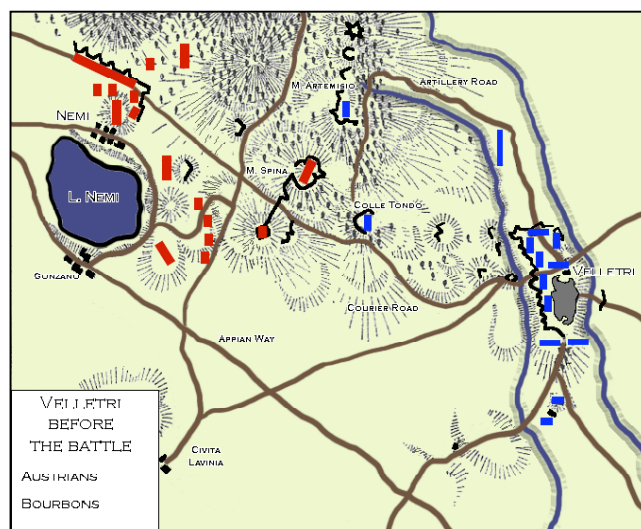 M. Artemisio
Artillery Road
Nemi
L. Nemi
M. Spina
Colle Tondo
Gonzano
Velletri
Courier Road
Appian Way
Civita
Lavinia
Velletri
before
the battle
Austrians
Bourbons